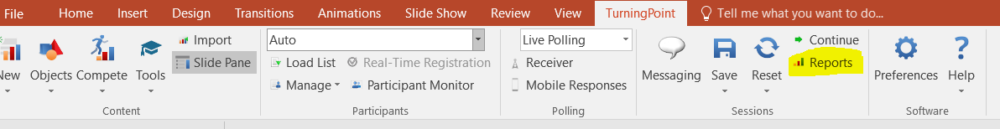 File Home Insert Design Transitions Animations Slide Show Review View TurningPoint Tell me what you want to do...
New Objects Compete Tools Import Slide Pane
Content
Auto
Load List Real-Time Registration
Manage Participant Monitor
Participants
Live Polling
Receiver
Mobile Responses
Polling
Messaging Save Reset Continue Reports
Sessions
Preferences Help
Software